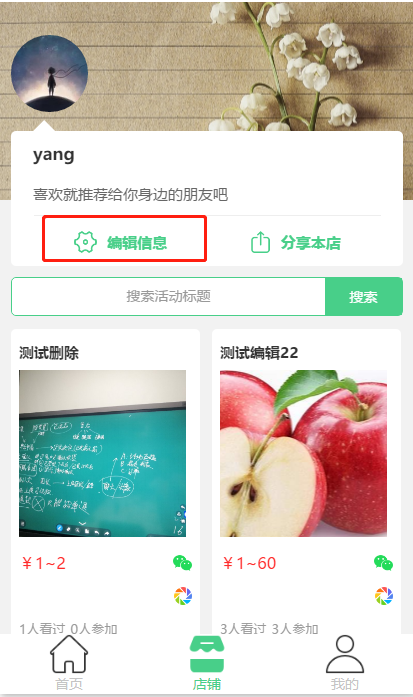 yang
喜欢就推荐给你身边的朋友吧
编辑信息 分享本店
搜索活动标题 搜索
测试删除 测试编辑22
￥1~2 ￥1~60
1人看过 0人参加 3人看过 3人参加
首页 店铺 我的